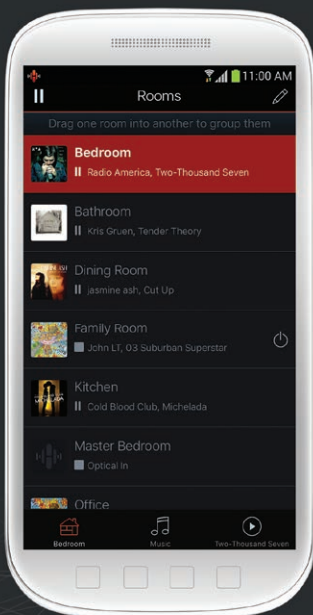 11:00 AM
Rooms
Drag one room into another to group them
Bedroom
Radio America, Two-Thousand Seven
Bathroom
Kris Gruen, Tender Theory
Dining Room
jasmine ash, Cut Up
Family Room
John LT, 03 Suburban Superstar
Kitchen
Cold Blood Club, Michelada
Master Bedroom
Optical In
Office
Bedroom
Music
Two-Thousand Seven